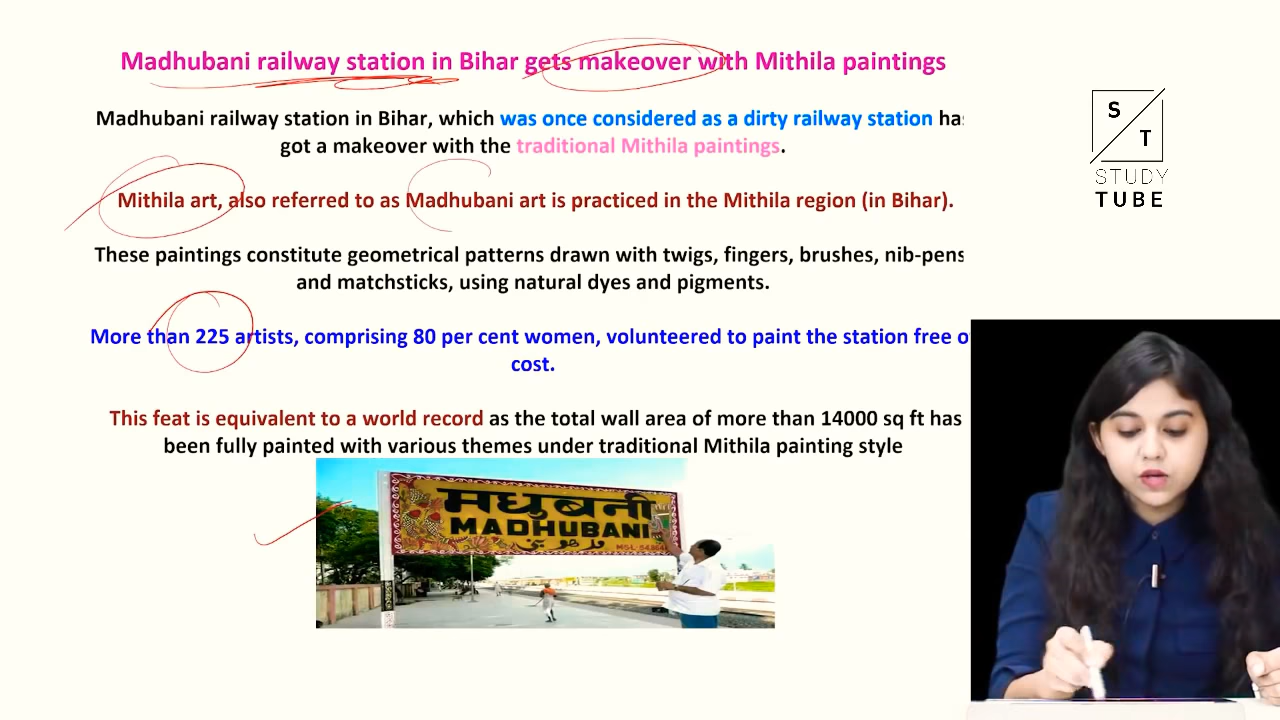 Madhubani railway station in Bihar gets makeover with Mithila paintings
Madhubani railway station in Bihar, which was once considered as a dirty railway station has
got a makeover with the traditional Mithila paintings.
Mithila art, also referred to as Madhubani art is practiced in the Mithila region (in Bihar).
These paintings constitute geometrical patterns drawn with twigs, fingers, brushes, nib-pens
and matchsticks, using natural dyes and pigments.
More than 225 artists, comprising 80 per cent women, volunteered to paint the station free o
cost.
This feat is equivalent to a world record as the total wall area of more than 14000 sq ft has
been fully painted with various themes under traditional Mithila painting style
मधुबनी
MADHUBANI
S
T
STUDY
TUBE